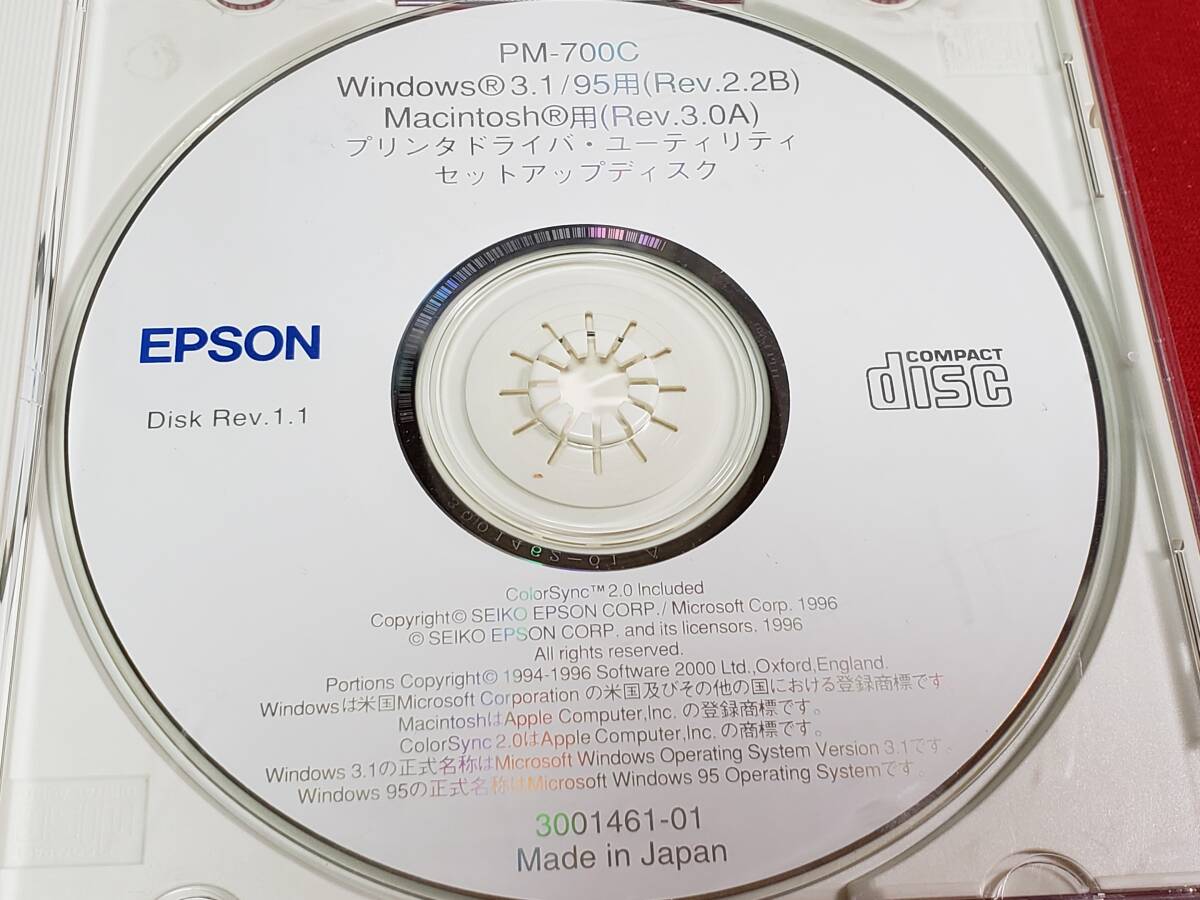 PM-700C
Windows® 3.1/95用(Rev.2.2B)
Macintosh®用(Rev.3.0A)
プリンタドライバ・ユーティリティ
セットアップディスク
EPSON
Disk Rev.1.1
COMPACT
disc
ColorSync™ 2.0 Included
Copyright© SEIKO EPSON CORP./ Microsoft Corp. 1996
© SEIKO EPSON CORP. and its licensors. 1996
All rights reserved.
Portions Copyright© 1994-1996 Software 2000 Ltd.,Oxford,England.
Windowsは米国Microsoft Corporation の米国及びその他の国における登録商標です
MacintoshはApple Computer,Inc. の登録商標です。
ColorSync 2.0はApple Computer,Inc. の商標です。
Windows 3.1の正式名称はMicrosoft Windows Operating System Version 3.1です。
Windows 95の正式名称はMicrosoft Windows 95 Operating Systemです。
3001461-01
Made in Japan